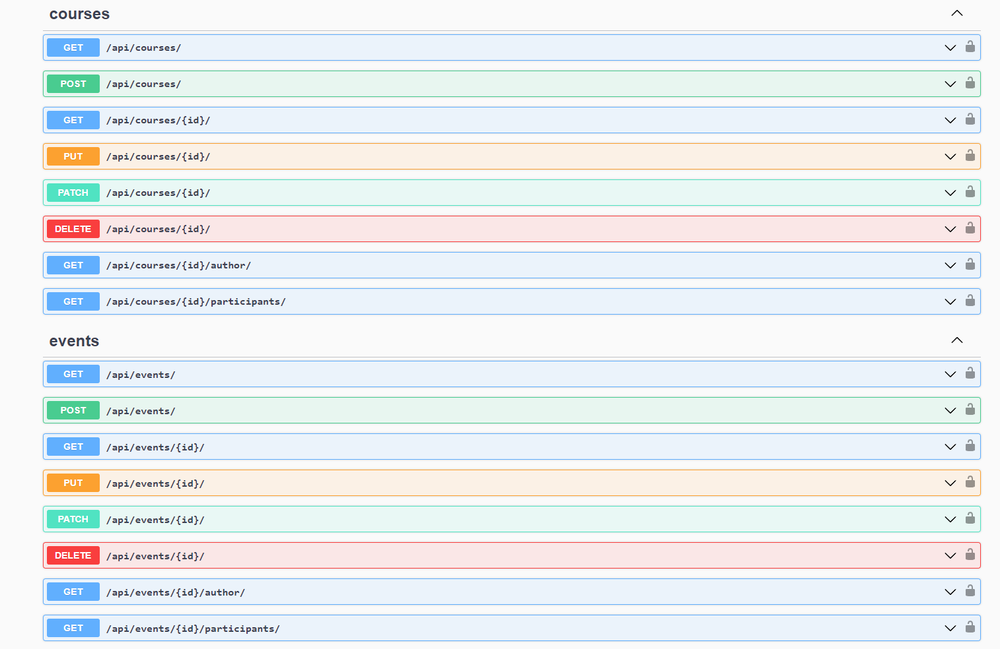 courses
GET /api/courses/
POST /api/courses/
GET /api/courses/{id}/
PUT /api/courses/{id}/
PATCH /api/courses/{id}/
DELETE /api/courses/{id}/
GET /api/courses/{id}/author/
GET /api/courses/{id}/participants/
events
GET /api/events/
POST /api/events/
GET /api/events/{id}/
PUT /api/events/{id}/
PATCH /api/events/{id}/
DELETE /api/events/{id}/
GET /api/events/{id}/author/
GET /api/events/{id}/participants/